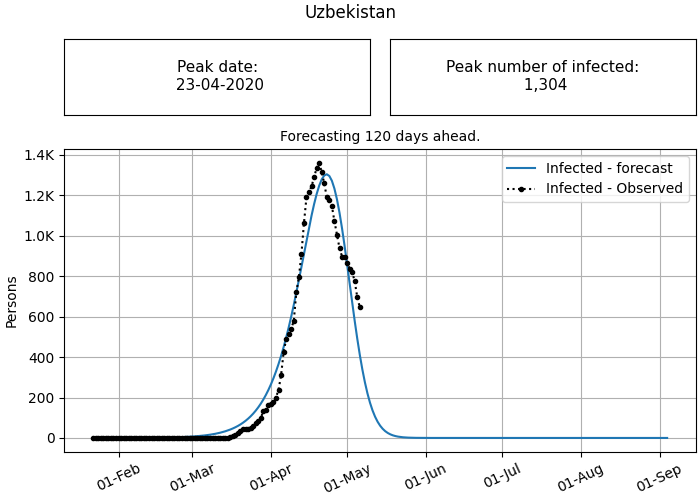 Uzbekistan
Peak date:
23-04-2020
Peak number of infected:
1,304
Forecasting 120 days ahead.
1.4K
1.2K
1.0K
800
600
400
200
0
Persons
Infected - forecast
Infected - Observed
01-Feb
01-Mar
01-Apr
01-May
01-Jun
01-Jul
01-Aug
01-Sep